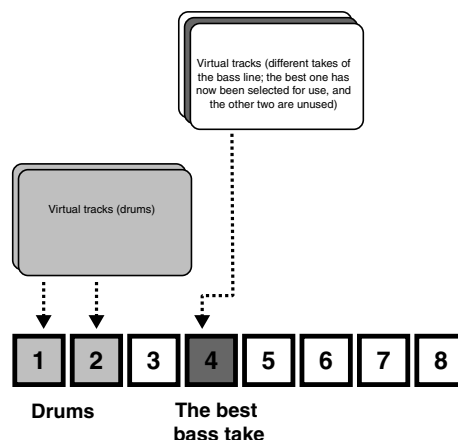 Virtual tracks (different takes of
the bass line; the best one has
now been selected for use, and
the other two are unused)
Virtual tracks (drums)
1 2 3 4 5 6 7 8
Drums
The best
bass take